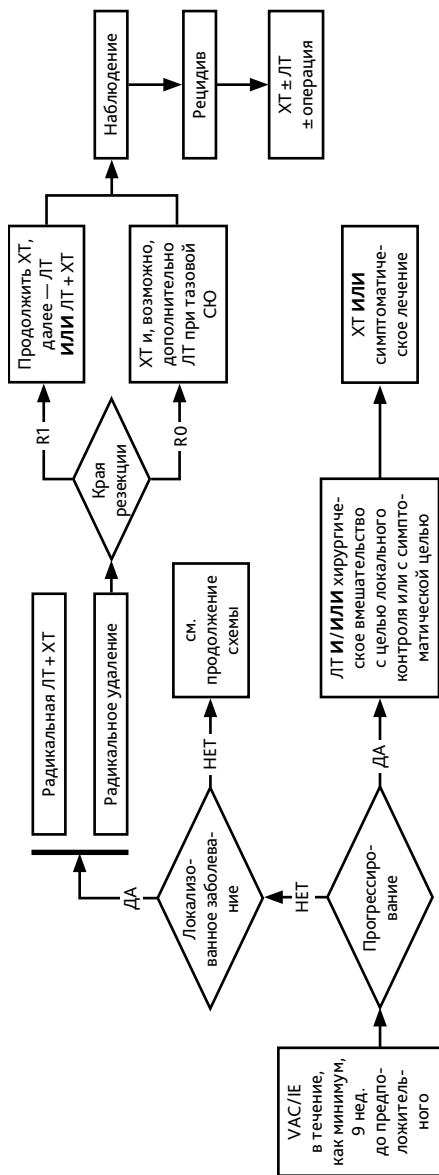 VAC/IE
в течение,
как минимум,
9 нед.
до предпо-
ложитель-
ного
Прогрессиро-
вание
ДА
ЛТ И/ИЛИ хирургиче-
ское вмешательство
с целью локального
контроля или с симпто-
матической целью
ХТ ИЛИ
симптоматиче-
ское лечение
НЕТ
Локализо-
ванное заболева-
ние
НЕТ
см.
продолжение
схемы
ДА
Радикальная ЛТ + ХТ
Радикальное удаление
Края
резекции
R1
Продолжить ХТ,
далее — ЛТ
ИЛИ ЛТ + ХТ
R0
ХТ и, возможно,
дополнительно
ЛТ при тазовой
СЮ
Наблюдение
Рецидив
ХТ ± ЛТ
± операция